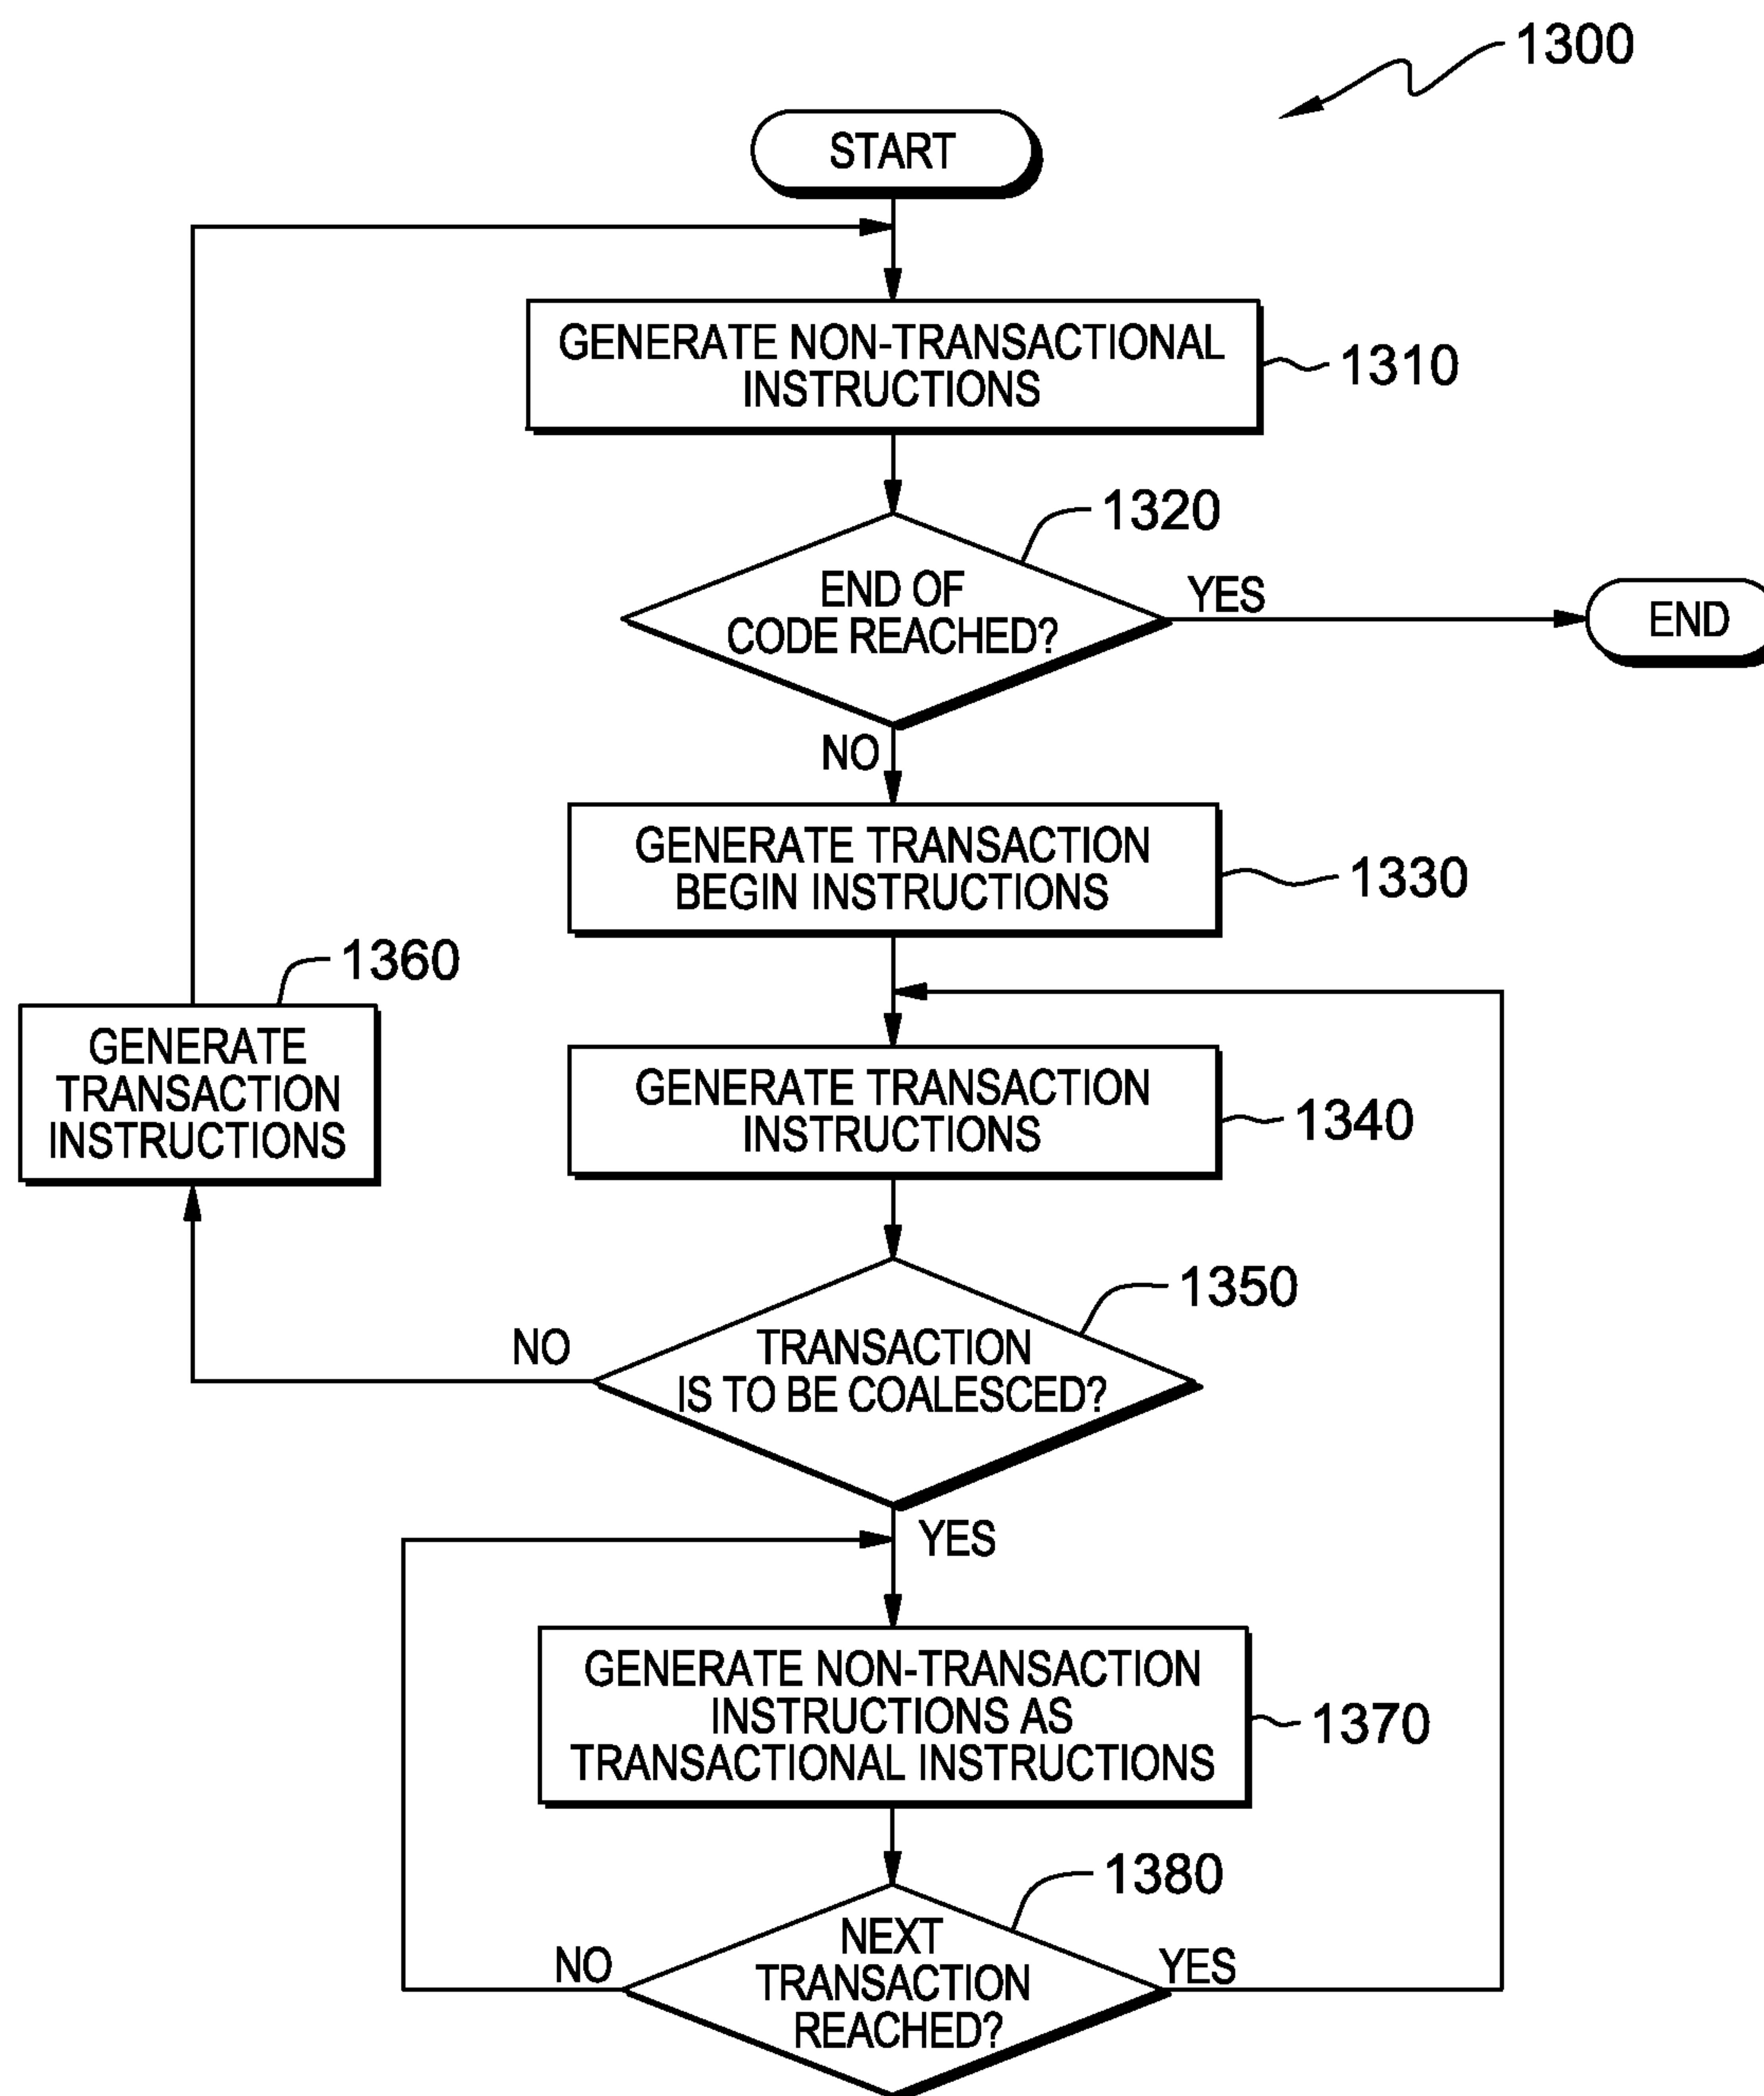 1300
START
GENERATE NON-TRANSACTIONAL
INSTRUCTIONS
1310
1320
END OF
CODE REACHED?
YES
END
NO
GENERATE TRANSACTION
BEGIN INSTRUCTIONS
1330
1360
GENERATE
TRANSACTION
INSTRUCTIONS
GENERATE TRANSACTION
INSTRUCTIONS
1340
1350
NO
TRANSACTION
IS TO BE COALESCED?
YES
GENERATE NON-TRANSACTION
INSTRUCTIONS AS
TRANSACTIONAL INSTRUCTIONS
1370
1380
NO
NEXT
TRANSACTION
REACHED?
YES